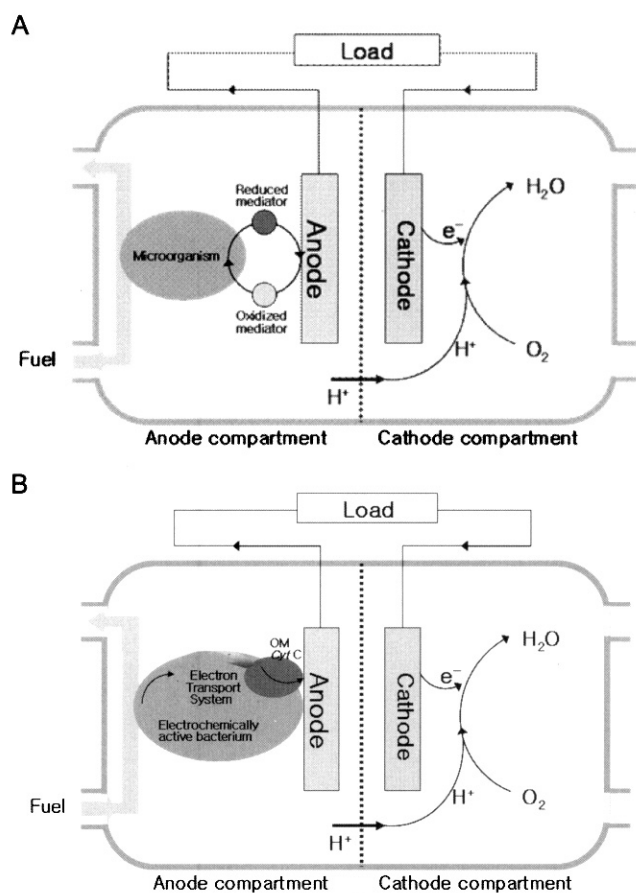 A
Load
Reduced
mediator
Microorganism
Oxidized
mediator
Anode
Cathode
e⁻
H₂O
O₂
H⁺
H⁺
Fuel
Anode compartment
Cathode compartment
B
Load
OM
Cyt C
Electron
Transport
System
Electrochemically
active bacterium
Anode
Cathode
e⁻
H₂O
O₂
H⁺
H⁺
Fuel
Anode compartment
Cathode compartment